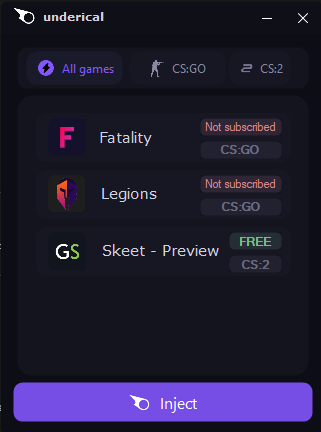 underical
All games
CS:GO
CS:2
F
Fatality
Not subscribed
CS:GO
Legions
Not subscribed
CS:GO
GS
Skeet - Preview
FREE
CS:2
Inject